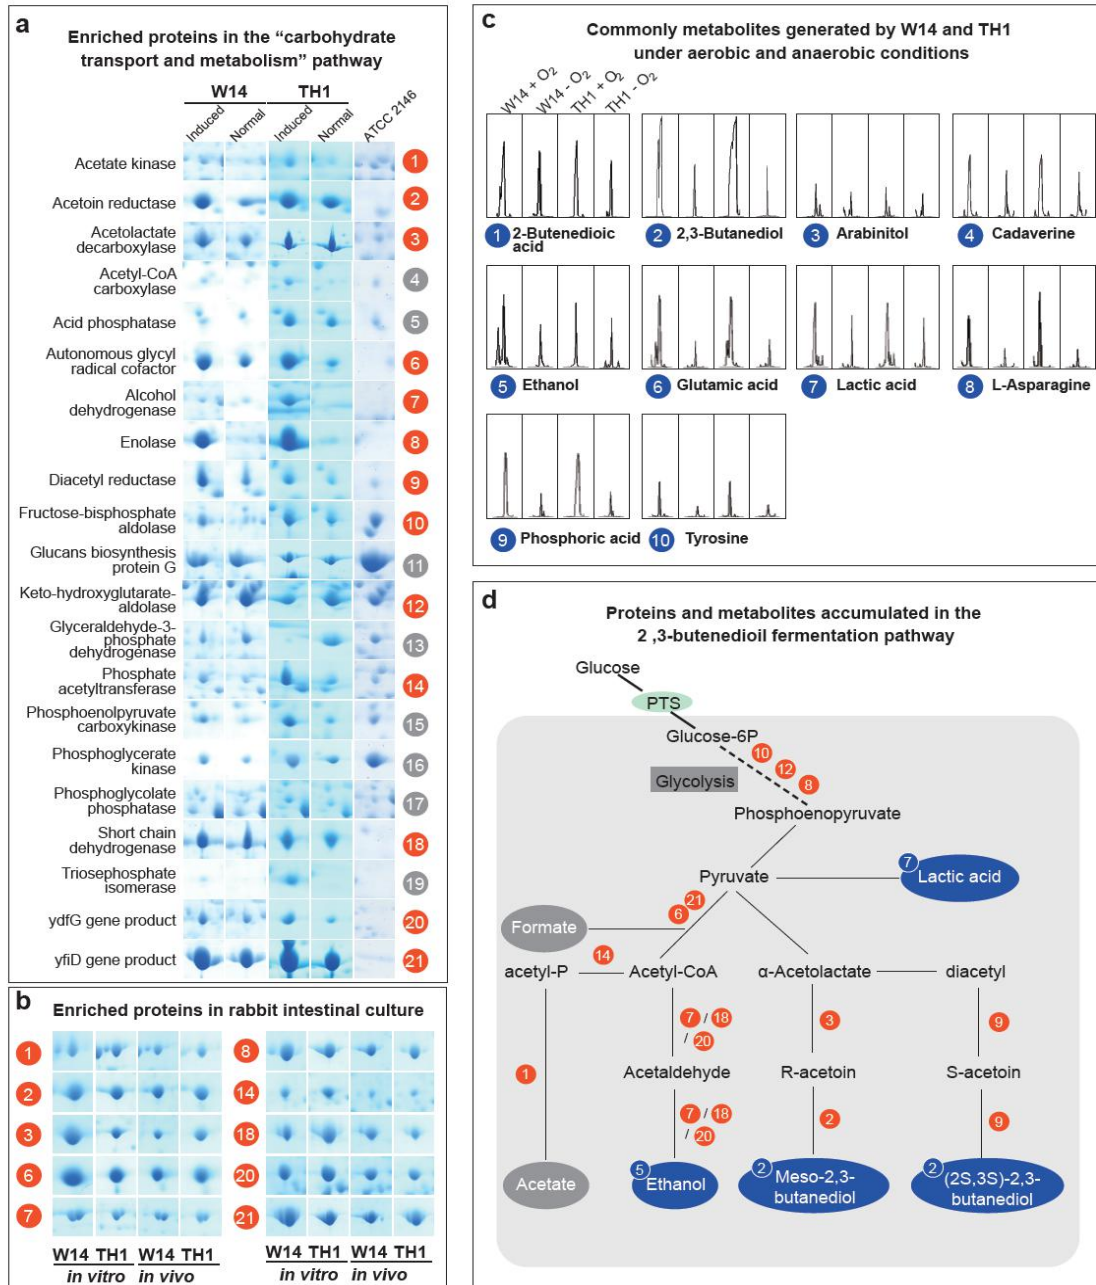 a
Enriched proteins in the “carbohydrate
transport and metabolism” pathway
W14 TH1
Induced Normal Induced Normal ATCC 2146
Acetate kinase 1
Acetoin reductase 2
Acetolactate
decarboxylase 3
Acetyl-CoA
carboxylase 4
Acid phosphatase 5
Autonomous glycyl
radical cofactor 6
Alcohol
dehydrogenase 7
Enolase 8
Diacetyl reductase 9
Fructose-bisphosphate
aldolase 10
Glucans biosynthesis
protein G 11
Keto-hydroxyglutarate-
aldolase 12
Glyceraldehyde-3-
phosphate
dehydrogenase 13
Phosphate
acetyltransferase 14
Phosphoenolpyruvate
carboxykinase 15
Phosphoglycerate
kinase 16
Phosphoglycolate
phosphatase 17
Short chain
dehydrogenase 18
Triosephosphate
isomerase 19
ydfG gene product 20
yfiD gene product 21
b
Enriched proteins in rabbit intestinal culture
1 8
2 14
3 18
6 20
7 21
W14 TH1 W14 TH1 W14 TH1 W14 TH1
in vitro in vivo in vitro in vivo
c
Commonly metabolites generated by W14 and TH1
under aerobic and anaerobic conditions
W14 + O2 W14 - O2 TH1 + O2 TH1 - O2
1 2-Butenedioic
acid
2 2,3-Butanediol
3 Arabinitol
4 Cadaverine
5 Ethanol
6 Glutamic acid
7 Lactic acid
8 L-Asparagine
9 Phosphoric acid
10 Tyrosine
d
Proteins and metabolites accumulated in the
2 ,3-butenedioil fermentation pathway
Glucose
PTS
Glucose-6P
10
12
Glycolysis 8
Phosphoenopyruvate
7
Pyruvate Lactic acid
21
6
Formate
14
acetyl-P Acetyl-CoA α-Acetolactate diacetyl
7 / 18 3 9
/ 20
1 Acetaldehyde R-acetoin S-acetoin
7 / 18 2 9
/ 20
5 2 2
Acetate Ethanol Meso-2,3-
butanediol (2S,3S)-2,3-
butanediol